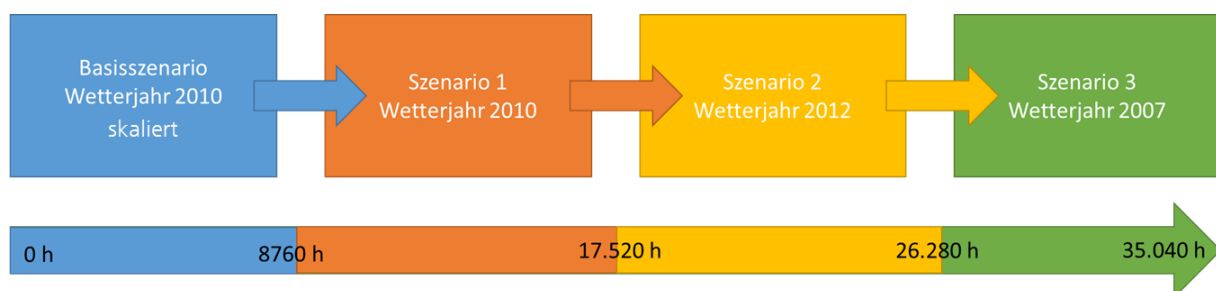 Basisszenario
Wetterjahr 2010
skaliert
Szenario 1
Wetterjahr 2010
Szenario 2
Wetterjahr 2012
Szenario 3
Wetterjahr 2007
0 h
8760 h
17.520 h
26.280 h
35.040 h